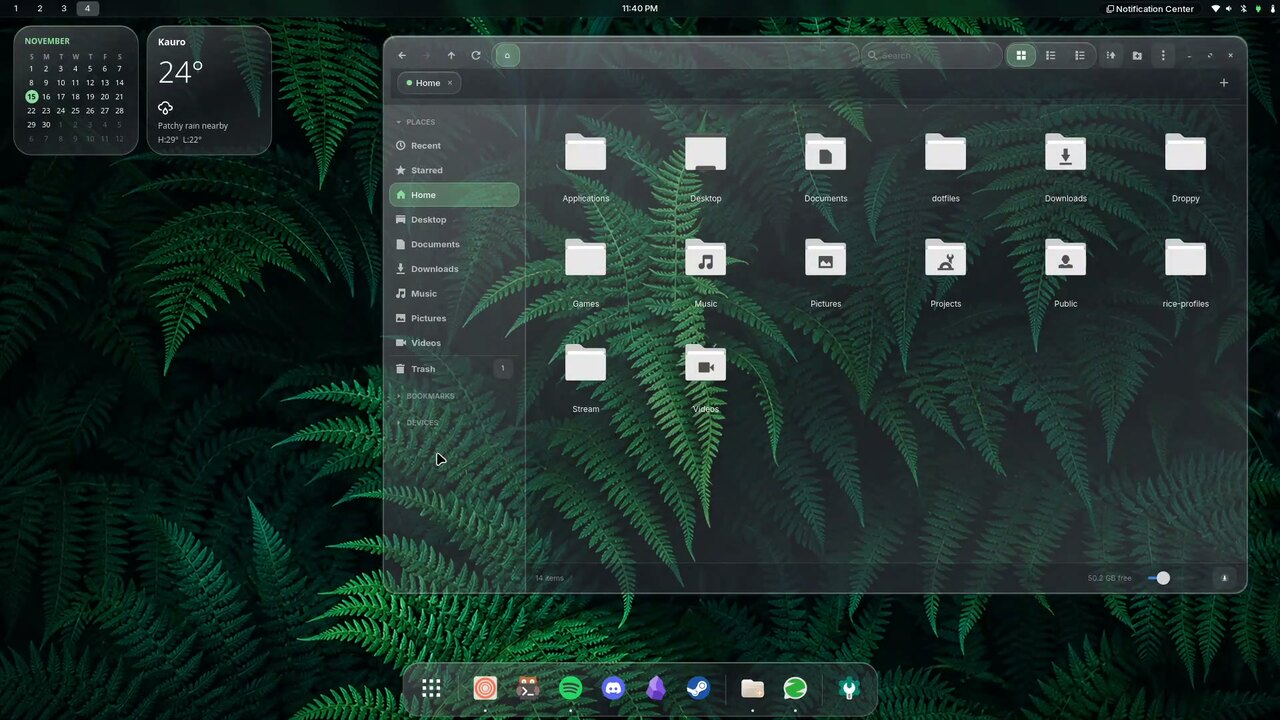 1 2 3 4
11:40 PM
Notification Center
NOVEMBER
S M T W T F S
1 2 3 4 5 6 7
8 9 10 11 12 13 14
15 16 17 18 19 20 21
22 23 24 25 26 27 28
29 30 1 2 3 4 5
6 7 8 9 10 11 12
Kauro
24°
Patchy rain nearby
H:29° L:22°
Search
Home
PLACES
Recent
Starred
Home
Desktop
Documents
Downloads
Music
Pictures
Videos
Trash 1
BOOKMARKS
DEVICES
Applications Desktop Documents dotfiles Downloads Droppy
Games Music Pictures Projects Public rice-profiles
Stream Videos
14 items
50.2 GB free